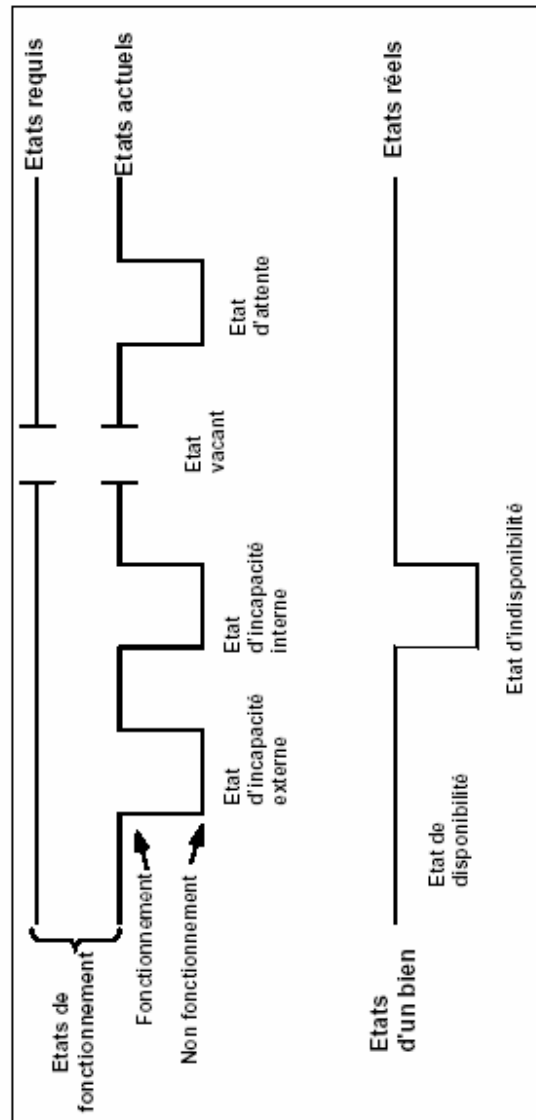 Etats requis
Etats de
fonctionnement
Etats actuels
Fonctionnement
Non fonctionnement
Etat
d'incapacité
externe
Etat
d'incapacité
interne
Etat
vacant
Etat
d'attente
Etats
d'un bien
Etats réels
Etat de
disponibilité
Etat d'indisponibilité